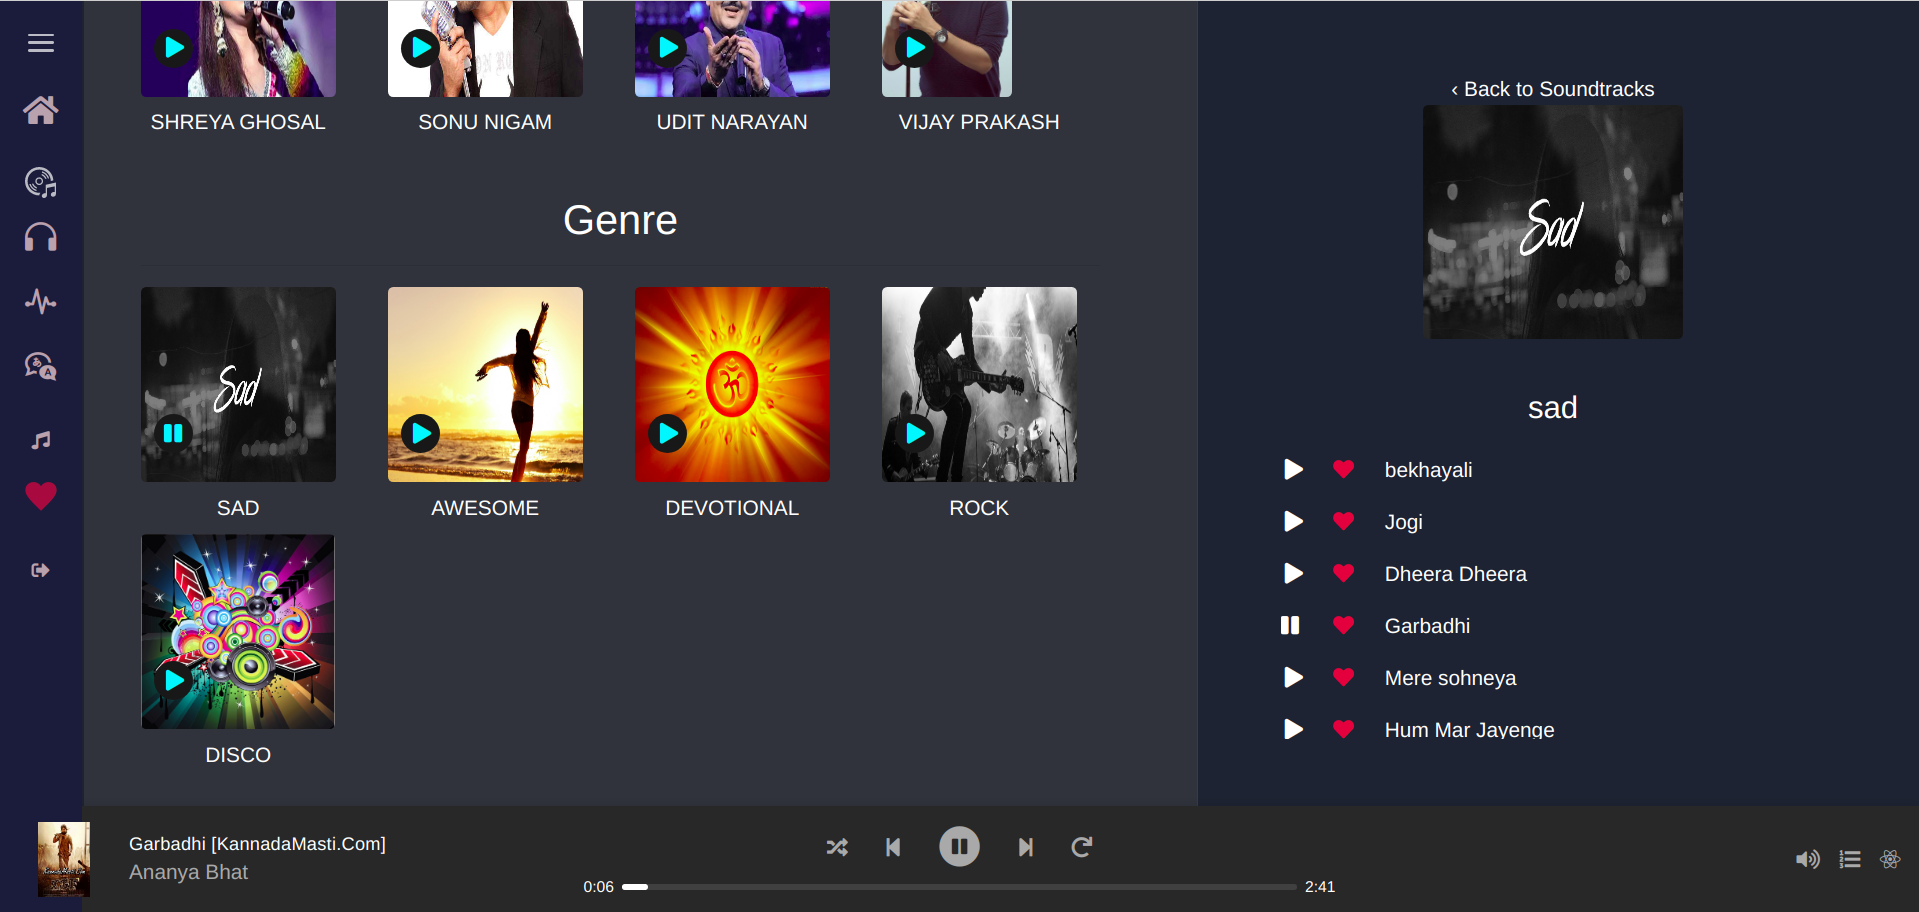 SHREYA GHOSAL
SONU NIGAM
UDIT NARAYAN
VIJAY PRAKASH
Genre
Sad
SAD
AWESOME
DEVOTIONAL
ROCK
DISCO
‹ Back to Soundtracks
Sad
sad
bekhayali
Jogi
Dheera Dheera
Garbadhi
Mere sohneya
Hum Mar Jayenge
Garbadhi [KannadaMasti.Com]
Ananya Bhat
0:06
2:41